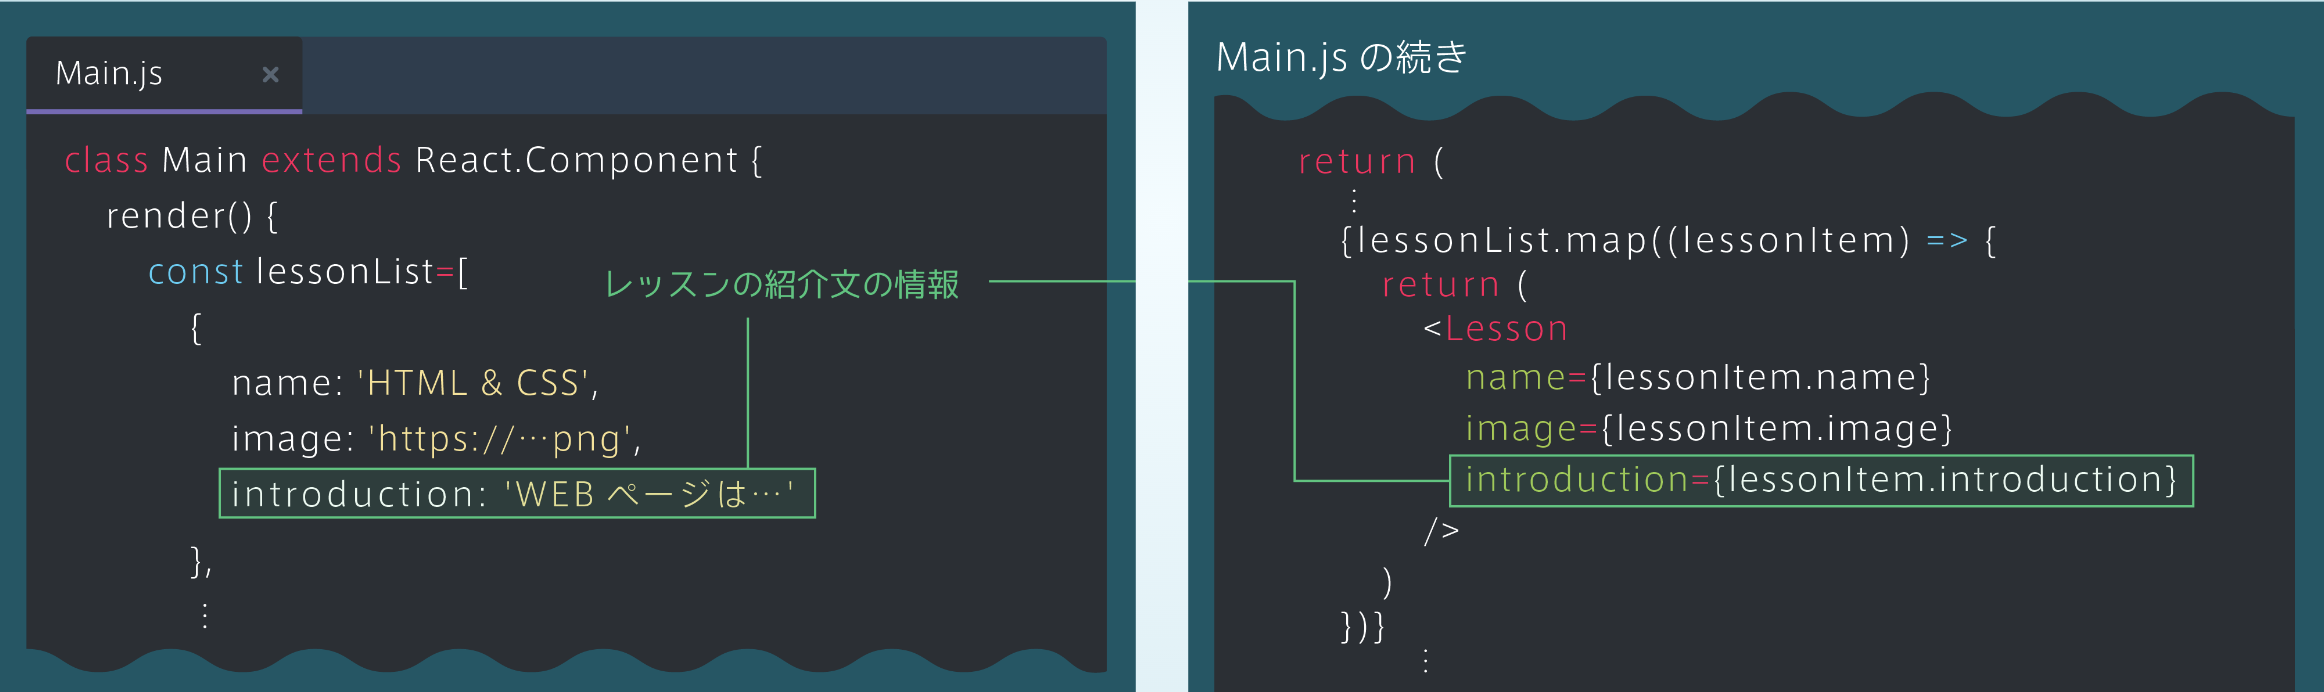 Main.js ×
class Main extends React.Component {
render() {
const lessonList=[
レッスンの紹介文の情報
{
name: 'HTML & CSS',
image: 'https://…png',
introduction: 'WEB ページは…'
},
⋮
Main.js の続き
return (
⋮
{lessonList.map((lessonItem) => {
return (
<Lesson
name={lessonItem.name}
image={lessonItem.image}
introduction={lessonItem.introduction}
/>
)
})}
⋮